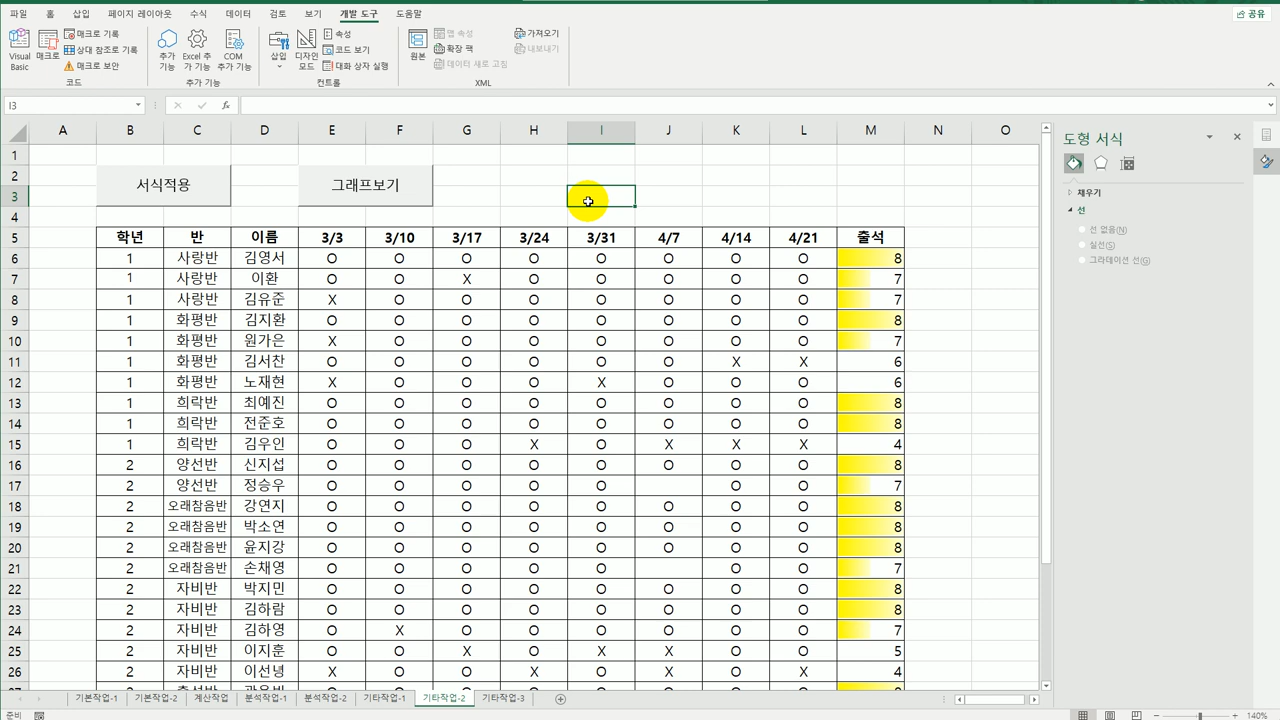 파일 홈 삽입 페이지 레이아웃 수식 데이터 검토 보기 개발 도구 도움말 공유
Visual Basic 매크로 매크로 기록 상대 참조로 기록 매크로 보안 코드
추가 기능 Excel 추가 기능 COM 추가 기능 추가 기능
삽입 디자인 모드 속성 코드 보기 대화 상자 실행 컨트롤
원본 맵 속성 확장 팩 데이터 새로 고침 가져오기 내보내기 XML
I3 fx
A B C D E F G H I J K L M N O
1
2
3
4
서식적용 그래프보기
5 학년 반 이름 3/3 3/10 3/17 3/24 3/31 4/7 4/14 4/21 출석
6 1 사랑반 김영서 O O O O O O O O 8
7 1 사랑반 이환 O O X O O O O O 7
8 1 사랑반 김유준 X O O O O O O O 7
9 1 화평반 김지환 O O O O O O O O 8
10 1 화평반 원가은 X O O O O O O O 7
11 1 화평반 김서찬 O O O O O O X X 6
12 1 화평반 노재현 X O O O X O O O 6
13 1 희락반 최예진 O O O O O O O O 8
14 1 희락반 전준호 O O O O O O O O 8
15 1 희락반 김우인 O O O X O X X X 4
16 2 양선반 신지섭 O O O O O O O O 8
17 2 양선반 정승우 O O O O O O O 7
18 2 오래참음반 강연지 O O O O O O O O 8
19 2 오래참음반 박소연 O O O O O O O O 8
20 2 오래참음반 윤지강 O O O O O O O O 8
21 2 오래참음반 손채영 O O O O O O O 7
22 2 자비반 박지민 O O O O O O O O 8
23 2 자비반 김하람 O O O O O O O O 8
24 2 자비반 김하영 O X O O O O O O 7
25 2 자비반 이지훈 O O X O X X O O 5
26 2 자비반 이선녕 X O O X O X O X 4
기본작업-1 기본작업-2 계산작업 분석작업-1 분석작업-2 기타작업-1 기타작업-2 기타작업-3
준비 140%
도형 서식
채우기
선
선 없음(N)
실선(S)
그라데이션 선(G)